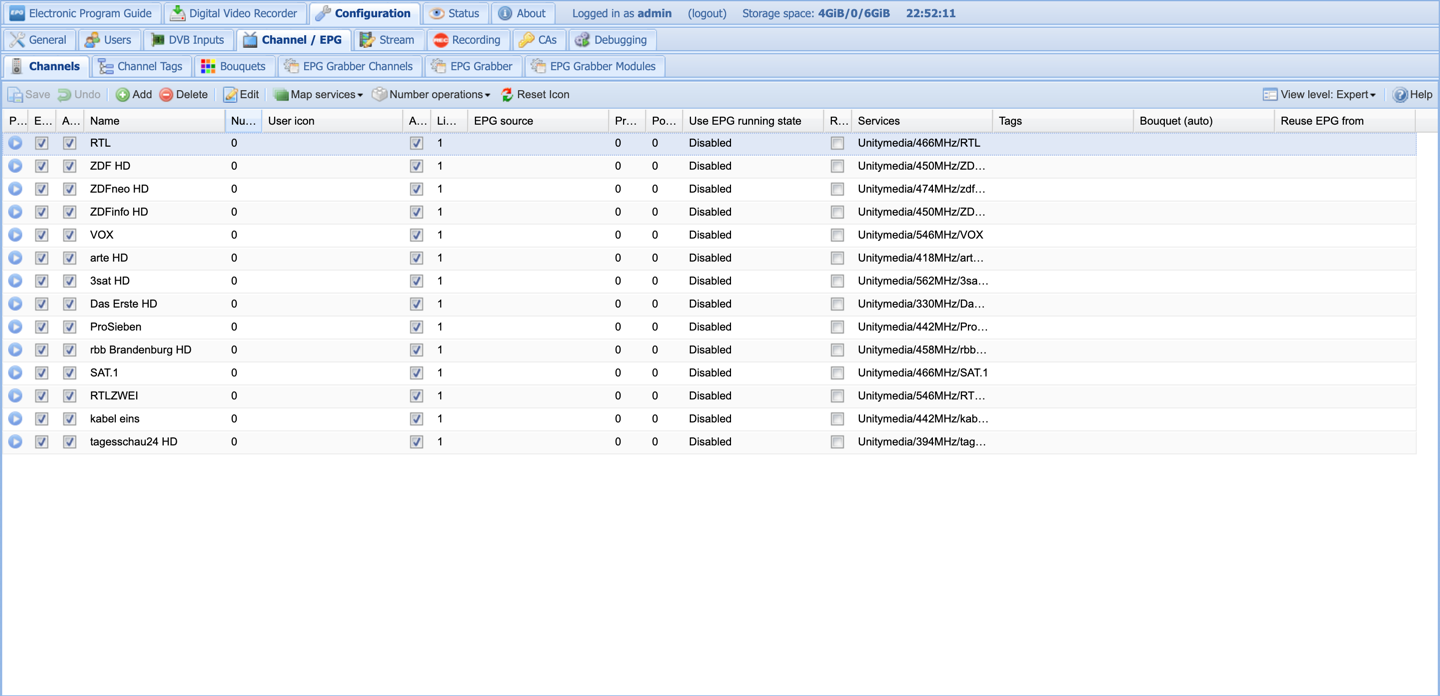 EPG Electronic Program Guide Digital Video Recorder Configuration Status About Logged in as admin (logout) Storage space: 4GiB/0/6GiB 22:52:11
General Users DVB Inputs Channel / EPG Stream REC Recording CAs Debugging
Channels Channel Tags Bouquets EPG Grabber Channels EPG Grabber EPG Grabber Modules
Save Undo Add Delete Edit Map services Number operations Reset Icon View level: Expert Help
P... E... A... Name Nu... User icon A... Li... EPG source Pr... Po... Use EPG running state R... Services Tags Bouquet (auto) Reuse EPG from
RTL 0 1 0 0 Disabled Unitymedia/466MHz/RTL
ZDF HD 0 1 0 0 Disabled Unitymedia/450MHz/ZD...
ZDFneo HD 0 1 0 0 Disabled Unitymedia/474MHz/zdf...
ZDFinfo HD 0 1 0 0 Disabled Unitymedia/450MHz/ZD...
VOX 0 1 0 0 Disabled Unitymedia/546MHz/VOX
arte HD 0 1 0 0 Disabled Unitymedia/418MHz/art...
3sat HD 0 1 0 0 Disabled Unitymedia/562MHz/3sa...
Das Erste HD 0 1 0 0 Disabled Unitymedia/330MHz/Da...
ProSieben 0 1 0 0 Disabled Unitymedia/442MHz/Pro...
rbb Brandenburg HD 0 1 0 0 Disabled Unitymedia/458MHz/rbb...
SAT.1 0 1 0 0 Disabled Unitymedia/466MHz/SAT.1
RTLZWEI 0 1 0 0 Disabled Unitymedia/546MHz/RT...
kabel eins 0 1 0 0 Disabled Unitymedia/442MHz/kab...
tagesschau24 HD 0 1 0 0 Disabled Unitymedia/394MHz/tag...